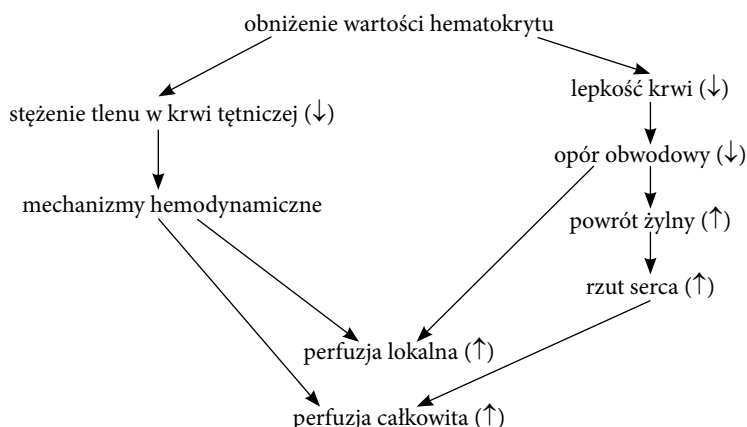 obniżenie wartości hematokrytu
lepkość krwi (↓)
stężenie tlenu w krwi tętniczej (↓)
opór obwodowy (↓)
mechanizmy hemodynamiczne
powrót żylny (↑)
rzut serca (↑)
perfuzja lokalna (↑)
perfuzja całkowita (↑)